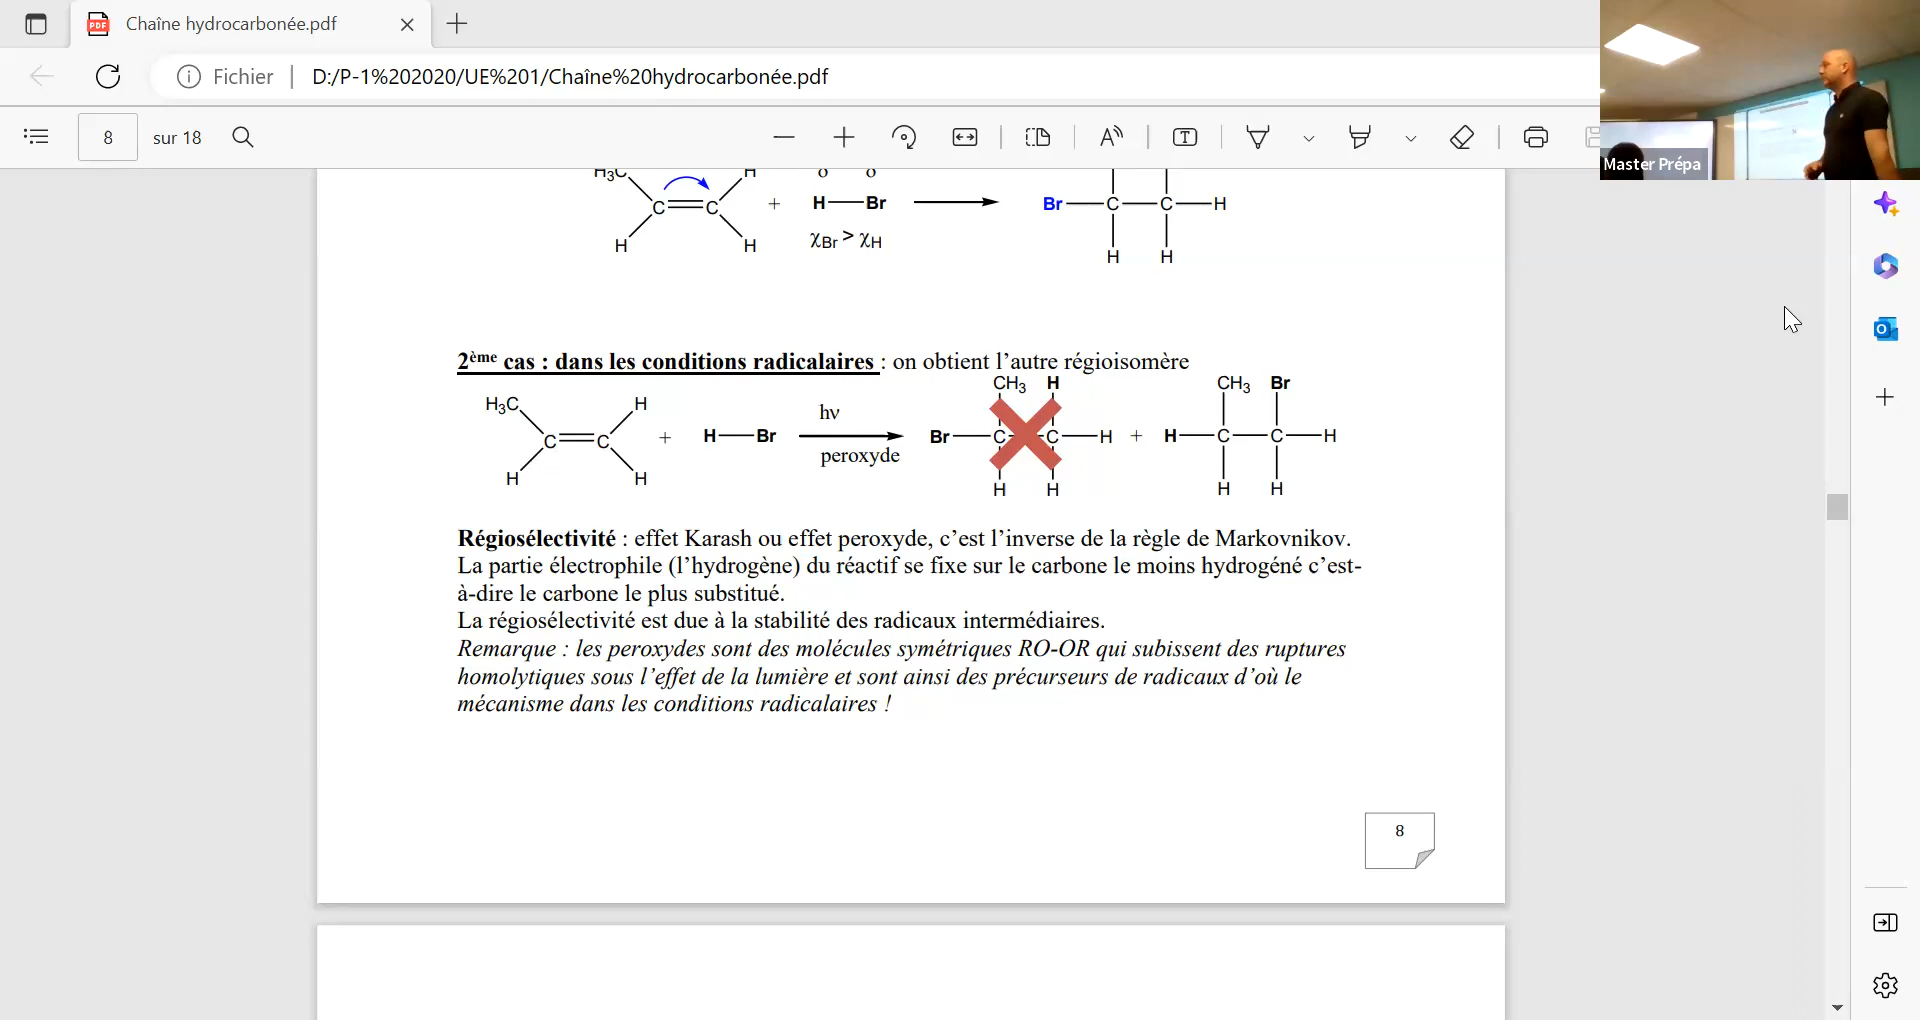 Chaîne hydrocarbonée.pdf
Fichier
D:/P-1%202020/UE%201/Chaîne%20hydrocarbonée.pdf
8 sur 18
Master Prépa
H3C H
C C H
H H
+ H Br
χBr > χH
Br C C H
H H
2ème cas : dans les conditions radicalaires : on obtient l’autre régioisomère
H3C H
C C
H H
+ H Br
hν
peroxyde
CH3 H
Br C C H
H H
+
CH3 Br
H C C H
H H
Régiosélectivité : effet Karash ou effet peroxyde, c’est l’inverse de la règle de Markovnikov.
La partie électrophile (l’hydrogène) du réactif se fixe sur le carbone le moins hydrogéné c’est-
à-dire le carbone le plus substitué.
La régiosélectivité est due à la stabilité des radicaux intermédiaires.
Remarque : les peroxydes sont des molécules symétriques RO-OR qui subissent des ruptures
homolytiques sous l’effet de la lumière et sont ainsi des précurseurs de radicaux d’où le
mécanisme dans les conditions radicalaires !
8